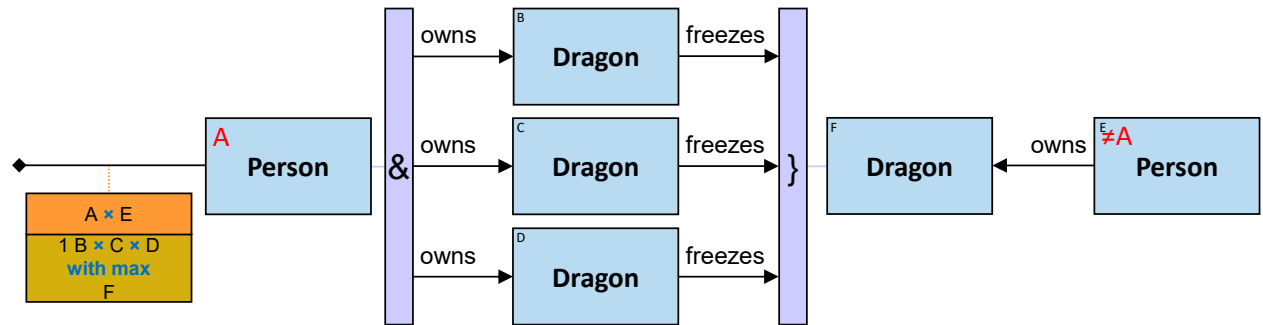 B
owns
Dragon
freezes
A
Person
&
C
owns
Dragon
freezes
}
F
Dragon
owns
E
≠A
Person
A × E
1 B × C × D
with max
F
D
owns
Dragon
freezes